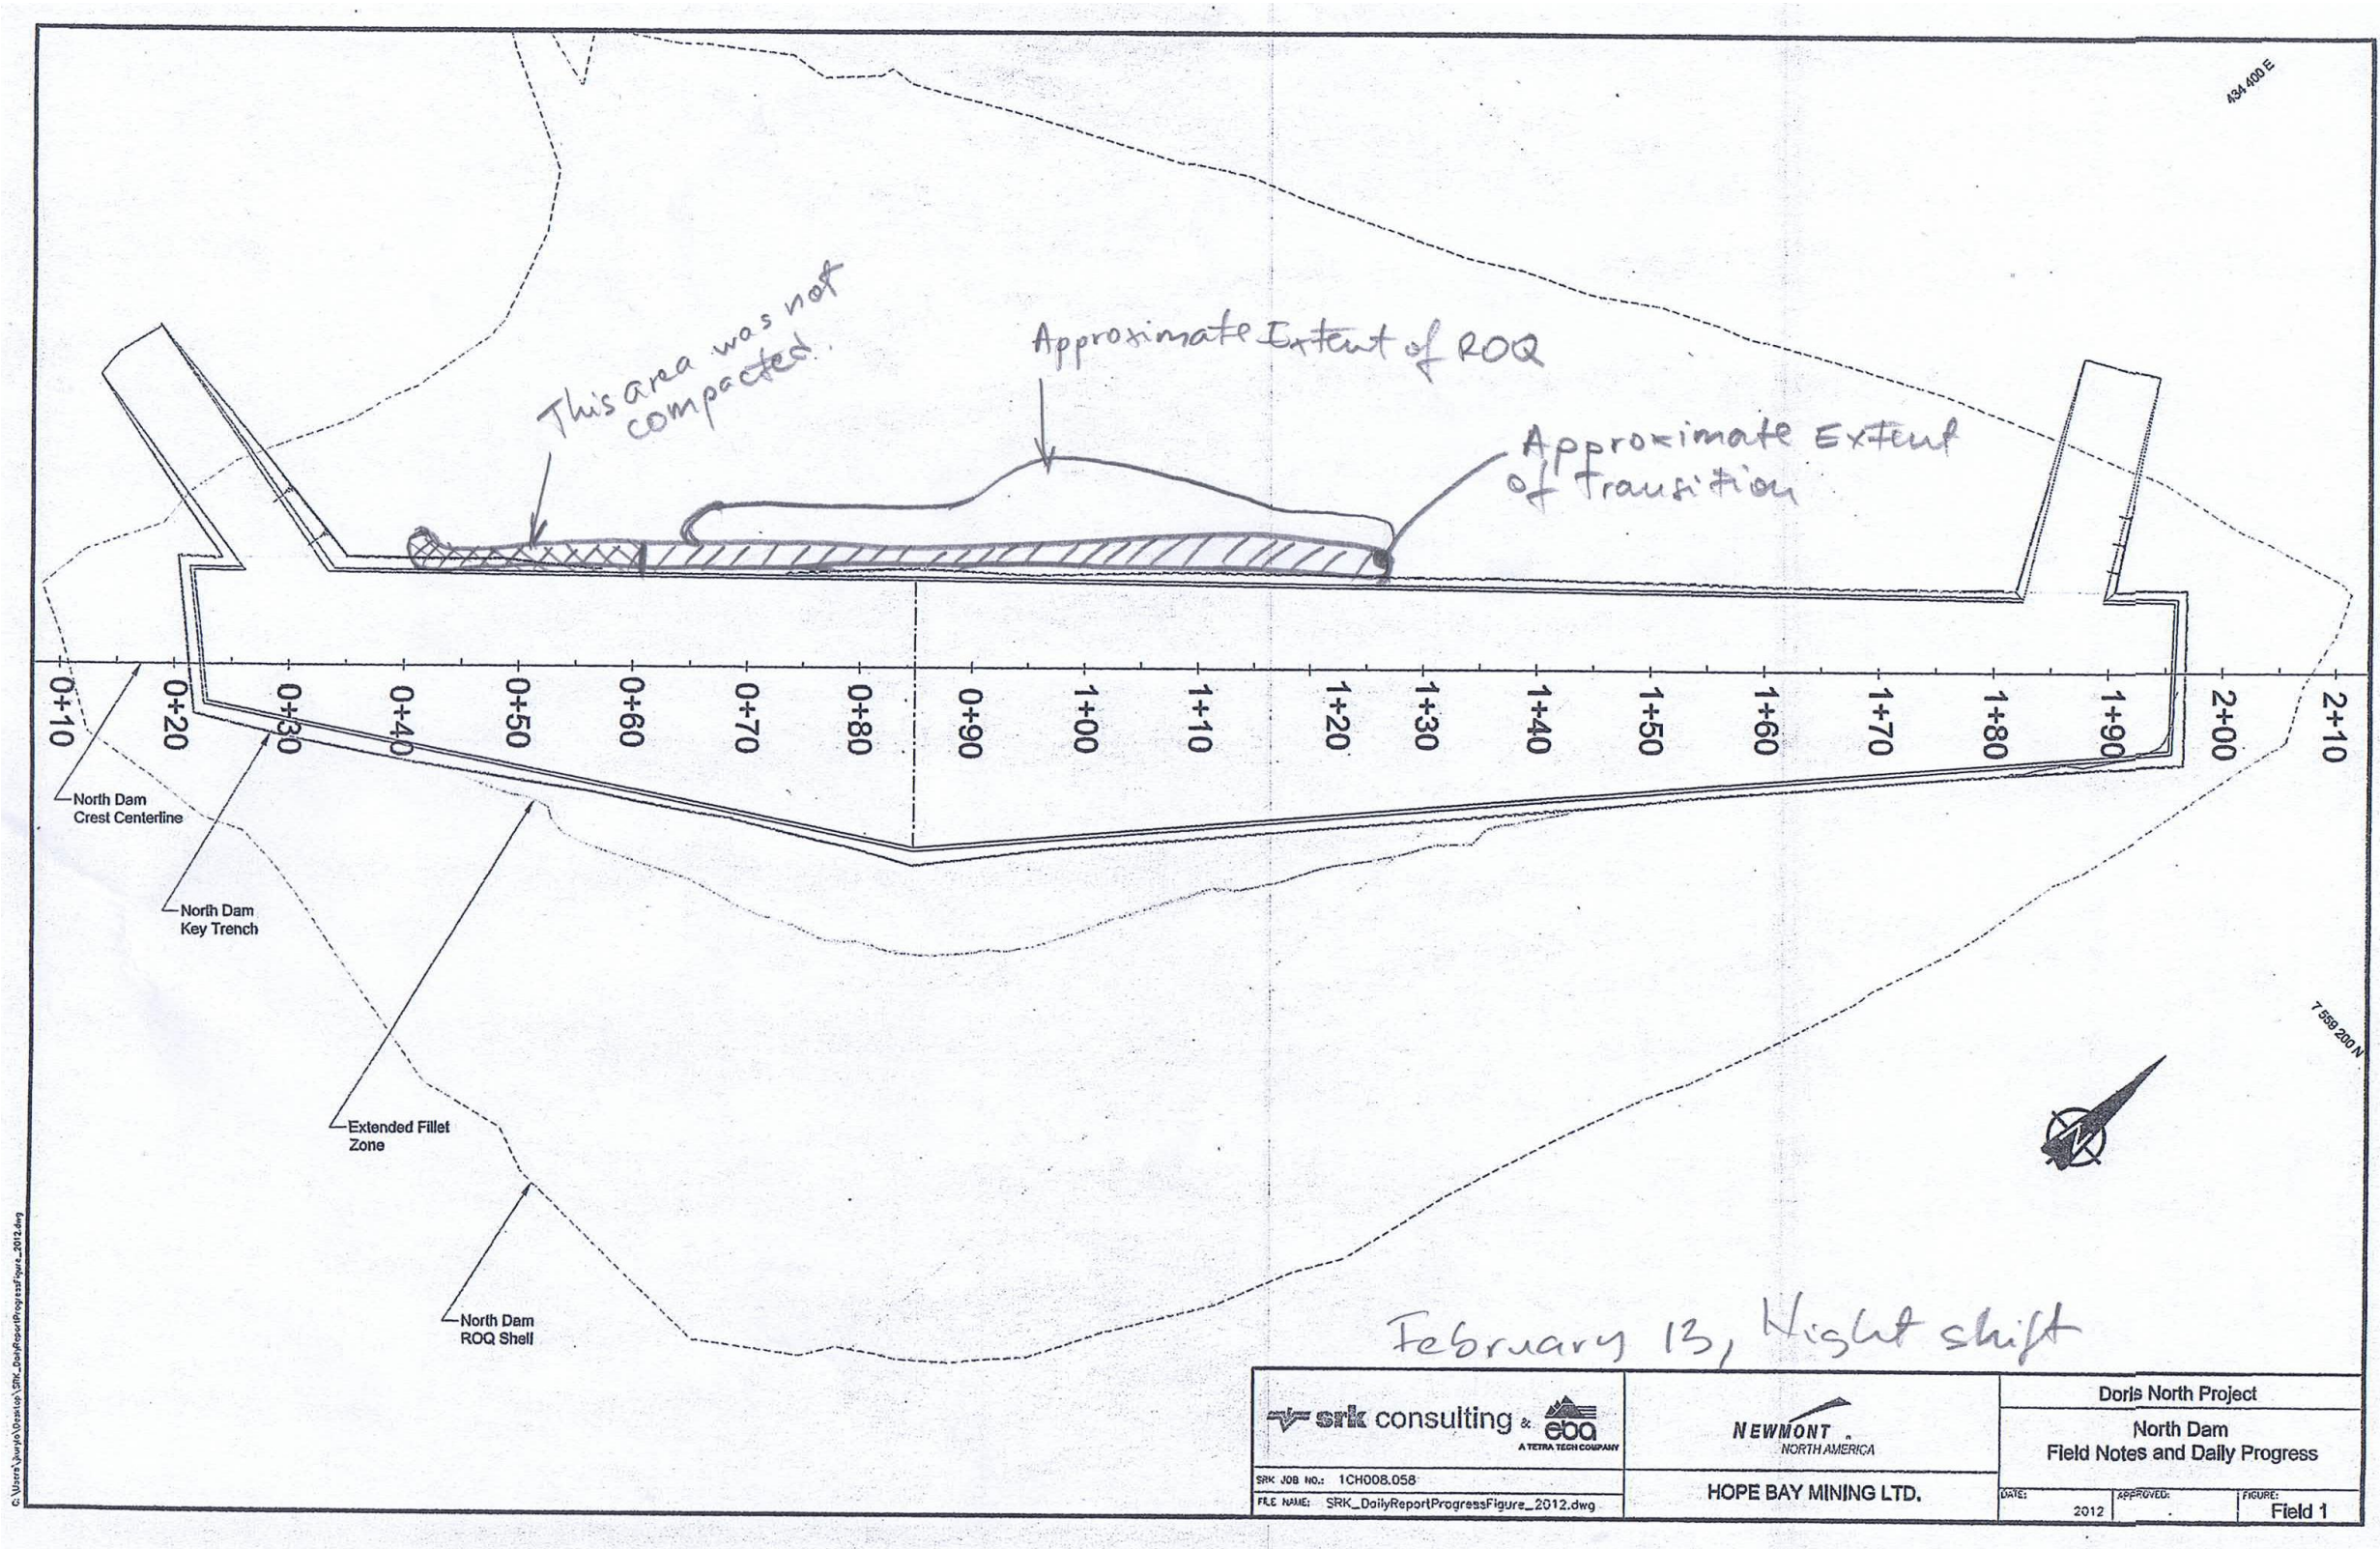 434 400 E
This area was not
compacted.
Approximate Extent of ROQ
Approximate Extent
of Transition
0+10
0+20
0+30
0+40
0+50
0+60
0+70
0+80
0+90
1+00
1+10
1+20
1+30
1+40
1+50
1+60
1+70
1+80
1+90
2+00
2+10
North Dam
Crest Centerline
North Dam
Key Trench
Extended Fillet
Zone
North Dam
ROQ Shell
7 559 200 N
N
February 13, Night shift
srk consulting & eba
A TETRA TECH COMPANY
SRK JOB NO.: 1CH008.058
FILE NAME: SRK_DailyReportProgressFigure_2012.dwg
NEWMONT
NORTH AMERICA
HOPE BAY MINING LTD.
Doris North Project
North Dam
Field Notes and Daily Progress
DATE: 2012
APPROVED:
FIGURE: Field 1